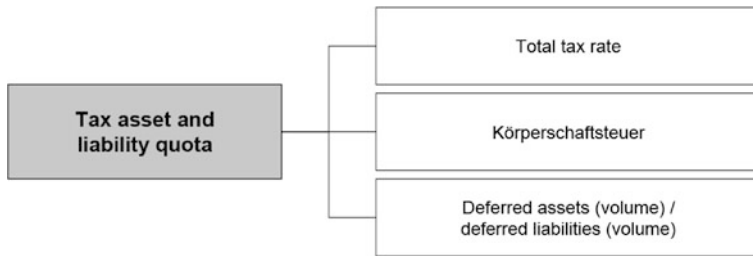 Total tax rate
Tax asset and
liability quota
Körperschaftsteuer
Deferred assets (volume) /
deferred liabilities (volume)